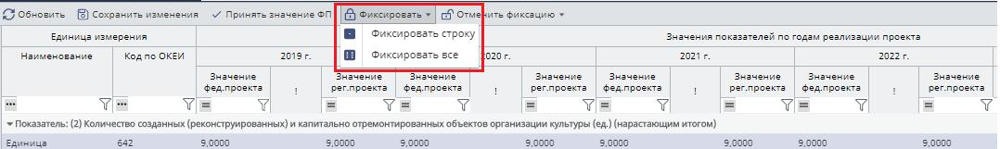 Обновить Сохранить изменения Принять значение ФП Фиксировать Отменить фиксацию
Фиксировать строку
Фиксировать все
Единица измерения Значения показателей по годам реализации проекта
Наименование Код по ОКЕИ 2019 г. 2020 г. 2021 г. 2022 г.
Значение фед.проекта ! Значение рег.проекта Значение фед.проекта ! Значение рег.проекта Значение фед.проекта ! Значение рег.проекта Значение фед.проекта ! Значение рег.проекта
Показатель: (2) Количество созданных (реконструированных) и капитально отремонтированных объектов организации культуры (ед.) (нарастающим итогом)
Единица 642 9,0000 9,0000 9,0000 9,0000 9,0000 9,0000 9,0000 9,0000